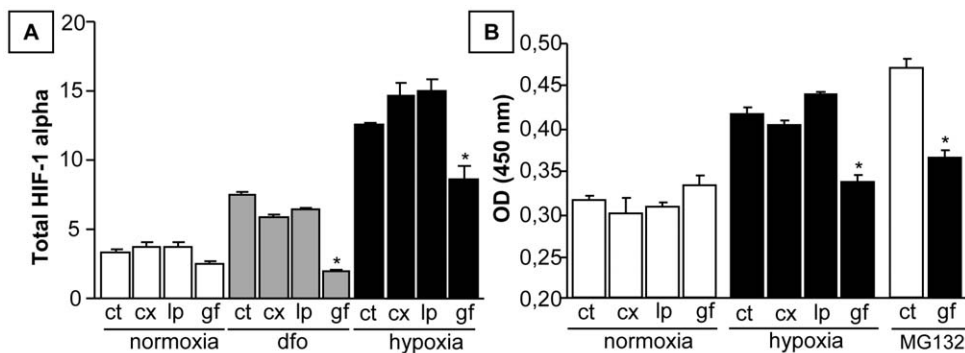 A
Total HIF-1 alpha
20
15
10
5
0
*
*
ct cx lp gf ct cx lp gf ct cx lp gf
normoxia dfo hypoxia
B
OD (450 nm)
0,50
0,45
0,40
0,35
0,30
0,25
0,20
*
*
ct cx lp gf ct cx lp gf ct gf
normoxia hypoxia MG132